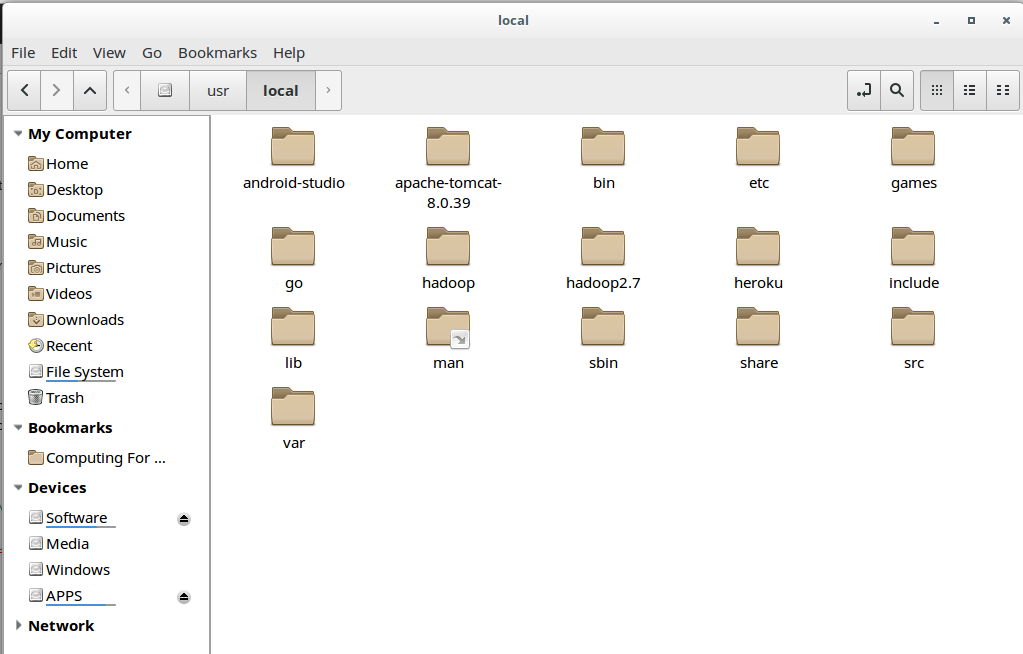 local
File Edit View Go Bookmarks Help
usr local
My Computer
Home
Desktop
Documents
Music
Pictures
Videos
Downloads
Recent
File System
Trash
Bookmarks
Computing For ...
Devices
Software
Media
Windows
APPS
Network
android-studio
apache-tomcat-
8.0.39
bin
etc
games
go
hadoop
hadoop2.7
heroku
include
lib
man
sbin
share
src
var